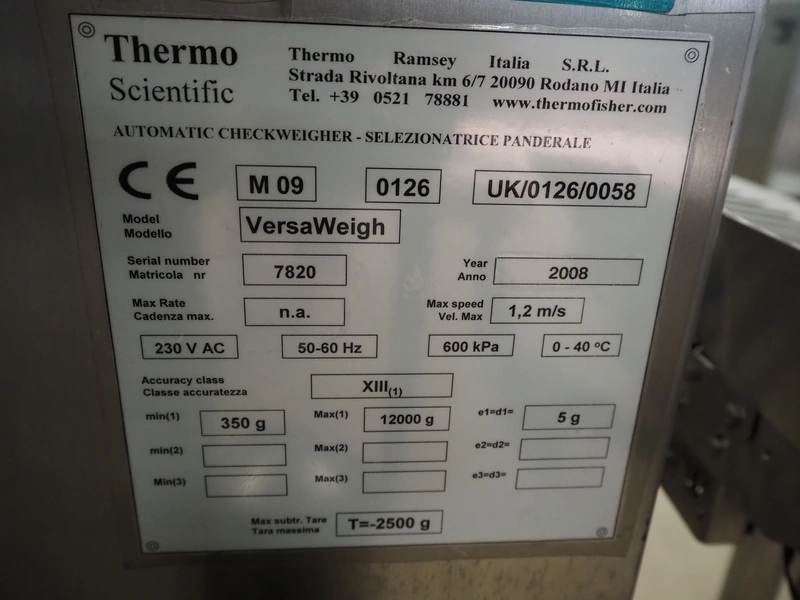 Thermo
Scientific
Thermo Ramsey Italia S.R.L.
Strada Rivoltana km 6/7 20090 Rodano MI Italia
Tel. +39 0521 78881 www.thermofisher.com
AUTOMATIC CHECKWEIGHER - SELEZIONATRICE PANDERALE
CE M 09 0126 UK/0126/0058
Model
Modello
VersaWeigh
Serial number
Matricola nr
7820
Year
Anno
2008
Max Rate
Cadenza max.
n.a.
Max speed
Vel. Max
1,2 m/s
230 V AC 50-60 Hz 600 kPa 0 - 40 ºC
Accuracy class
Classe accuratezza
XIII(1)
min(1) 350 g Max(1) 12000 g e1=d1= 5 g
min(2) Max(2) e2=d2=
Min(3) Max(3) e3=d3=
Max subtr. Tare
Tara massima
T=-2500 g